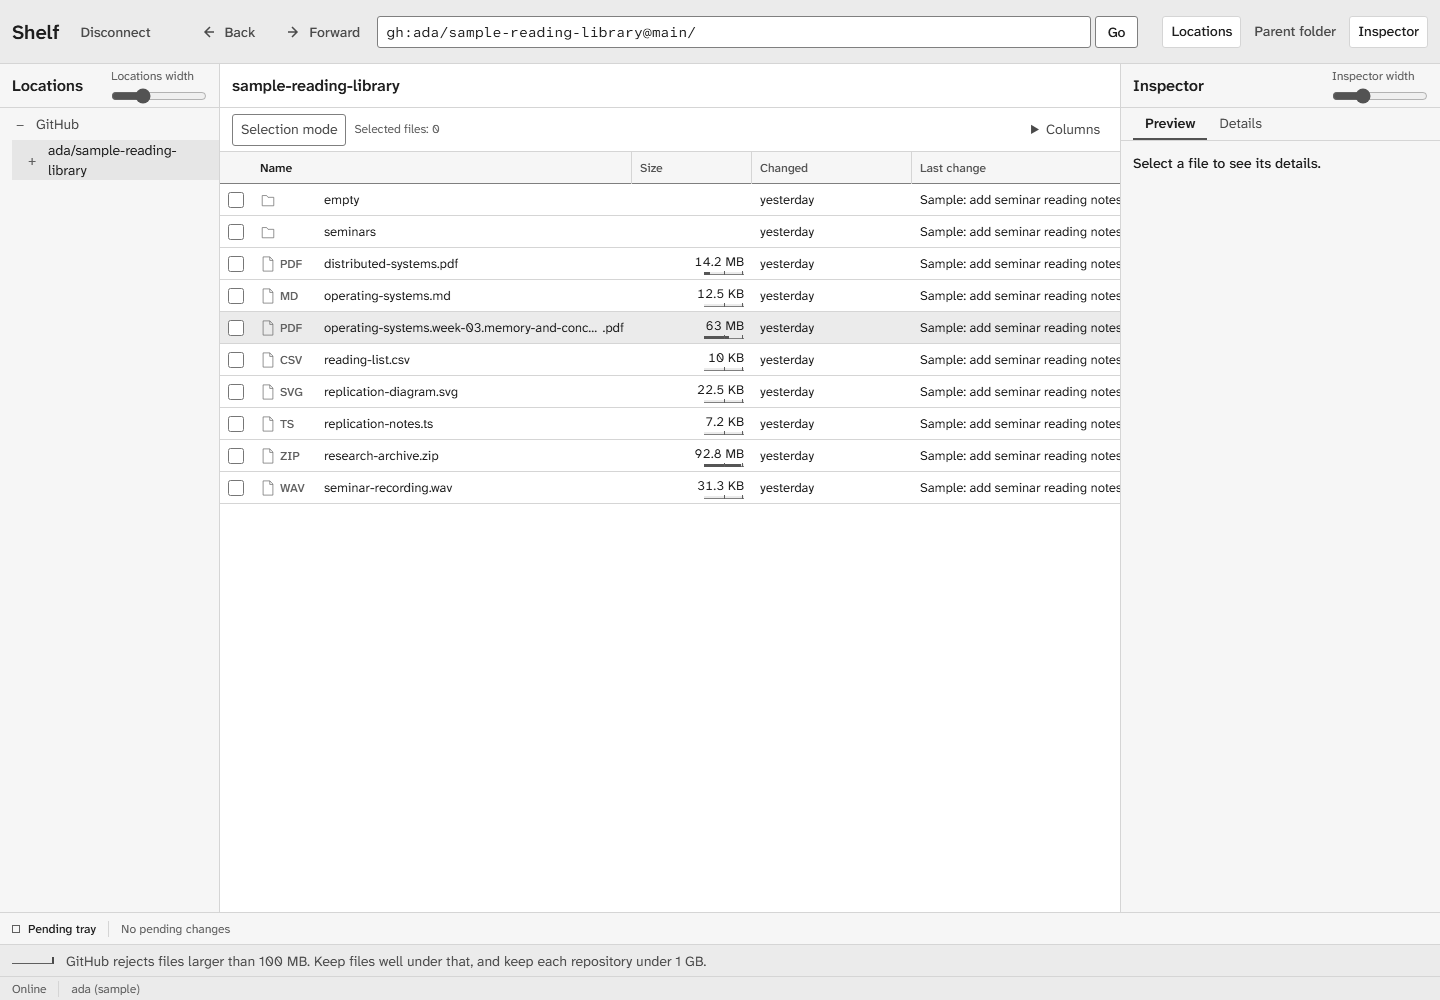 Shelf Disconnect Back Forward gh:ada/sample-reading-library@main/ Go Locations Parent folder Inspector
Locations Locations width
GitHub
ada/sample-reading-
library
sample-reading-library
Selection mode Selected files: 0 Columns
Name Size Changed Last change
empty yesterday Sample: add seminar reading notes
seminars yesterday Sample: add seminar reading notes
PDF distributed-systems.pdf 14.2 MB yesterday Sample: add seminar reading notes
MD operating-systems.md 12.5 KB yesterday Sample: add seminar reading notes
PDF operating-systems.week-03.memory-and-conc... .pdf 63 MB yesterday Sample: add seminar reading notes
CSV reading-list.csv 10 KB yesterday Sample: add seminar reading notes
SVG replication-diagram.svg 22.5 KB yesterday Sample: add seminar reading notes
TS replication-notes.ts 7.2 KB yesterday Sample: add seminar reading notes
ZIP research-archive.zip 92.8 MB yesterday Sample: add seminar reading notes
WAV seminar-recording.wav 31.3 KB yesterday Sample: add seminar reading notes
Inspector Inspector width
Preview Details
Select a file to see its details.
Pending tray No pending changes
GitHub rejects files larger than 100 MB. Keep files well under that, and keep each repository under 1 GB.
Online ada (sample)